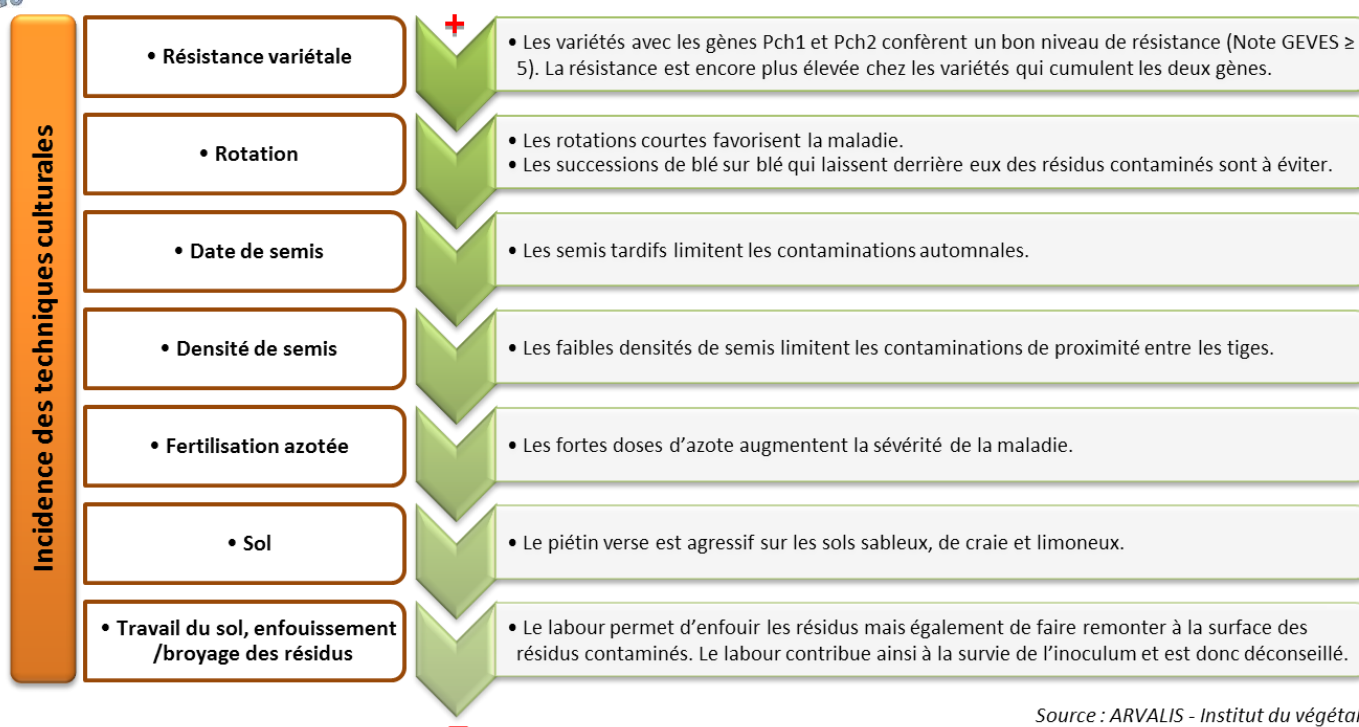 Incidence des techniques culturales
+
• Résistance variétale
• Les variétés avec les gènes Pch1 et Pch2 confèrent un bon niveau de résistance (Note GEVES ≥
5). La résistance est encore plus élevée chez les variétés qui cumulent les deux gènes.
• Rotation
• Les rotations courtes favorisent la maladie.
• Les successions de blé sur blé qui laissent derrière eux des résidus contaminés sont à éviter.
• Date de semis
• Les semis tardifs limitent les contaminations automnales.
• Densité de semis
• Les faibles densités de semis limitent les contaminations de proximité entre les tiges.
• Fertilisation azotée
• Les fortes doses d’azote augmentent la sévérité de la maladie.
• Sol
• Le piétin verse est agressif sur les sols sableux, de craie et limoneux.
• Travail du sol, enfouissement
/broyage des résidus
• Le labour permet d’enfouir les résidus mais également de faire remonter à la surface des
résidus contaminés. Le labour contribue ainsi à la survie de l’inoculum et est donc déconseillé.
Source : ARVALIS - Institut du végétal